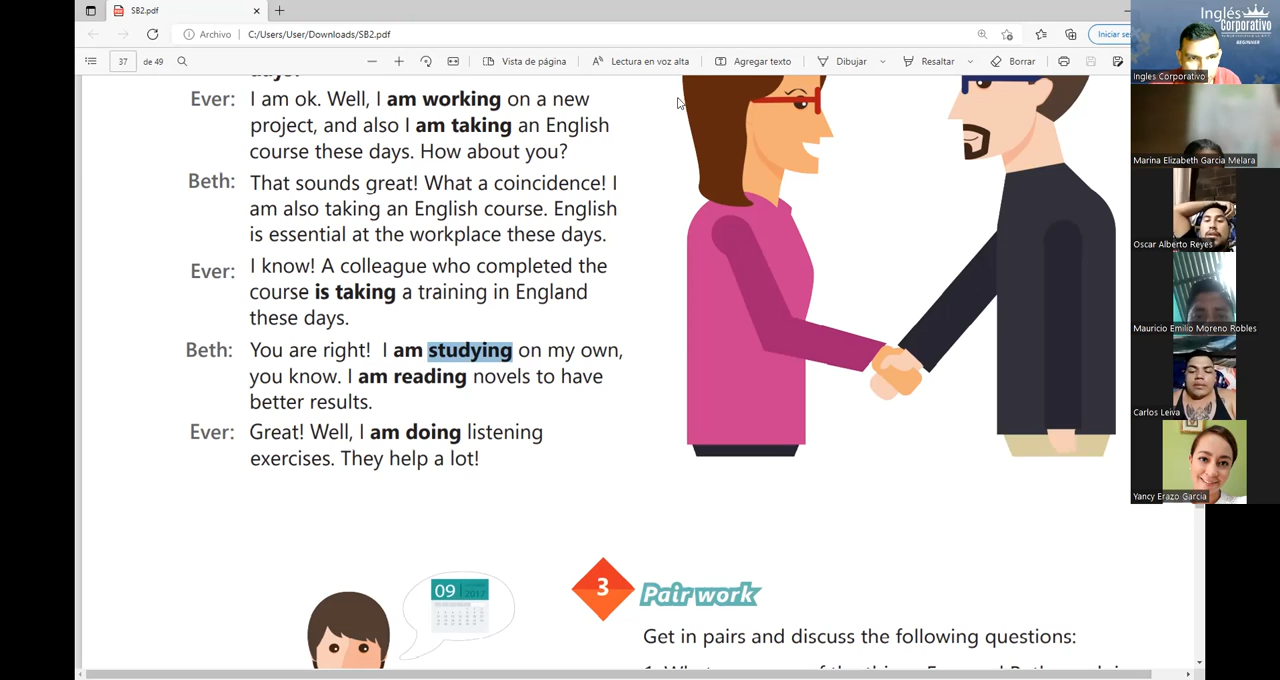 SB2.pdf
Archivo
C:/Users/User/Downloads/SB2.pdf
Iniciar ses
37
de 49
Vista de página
Lectura en voz alta
Agregar texto
Dibujar
Resaltar
Borrar
days?
Ever: I am ok. Well, I am working on a new
project, and also I am taking an English
course these days. How about you?
Beth: That sounds great! What a coincidence! I
am also taking an English course. English
is essential at the workplace these days.
Ever: I know! A colleague who completed the
course is taking a training in England
these days.
Beth: You are right! I am studying on my own,
you know. I am reading novels to have
better results.
Ever: Great! Well, I am doing listening
exercises. They help a lot!
09
2017
3
Pair work
Get in pairs and discuss the following questions:
Inglés
Corporativo
BEGINNER
Ingles Corporativo
Marina Elizabeth Garcia Melara
Oscar Alberto Reyes
Mauricio Emilio Moreno Robles
Carlos Leiva
Yancy Erazo Garcia